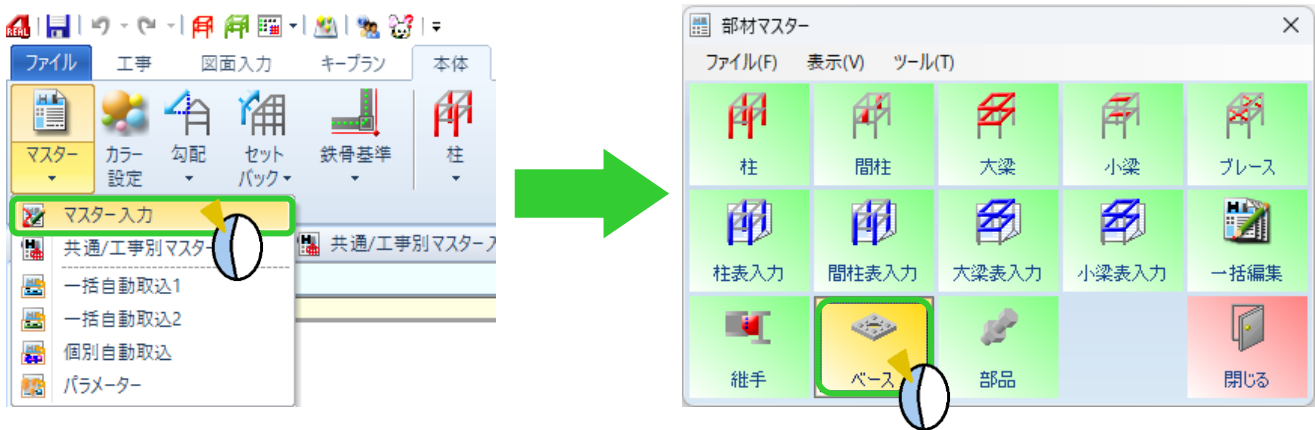 REAL
ファイル 工事 図面入力 キープラン 本体
マスター カラー設定 勾配 セットバック 鉄骨基準 柱
マスター入力
共通/工事別マスター
共通/工事別マスター入
一括自動取込1
一括自動取込2
個別自動取込
パラメーター
部材マスター
ファイル(F) 表示(V) ツール(T)
柱 間柱 大梁 小梁 ブレース
柱表入力 間柱表入力 大梁表入力 小梁表入力 一括編集
継手 ベース 部品 閉じる